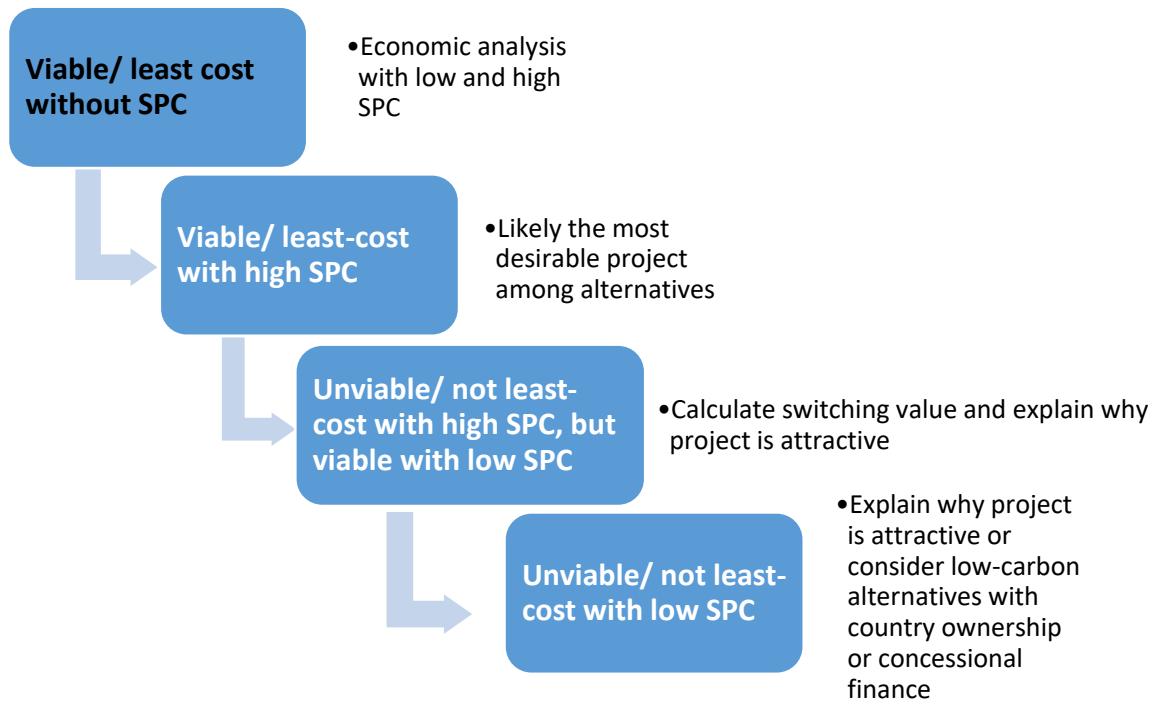 Viable/ least cost
without SPC
•Economic analysis
with low and high
SPC
Viable/ least-cost
with high SPC
•Likely the most
desirable project
among alternatives
Unviable/ not least-
cost with high SPC, but
viable with low SPC
•Calculate switching value and explain why
project is attractive
Unviable/ not least-
cost with low SPC
•Explain why project
is attractive or
consider low-carbon
alternatives with
country ownership
or concessional
finance